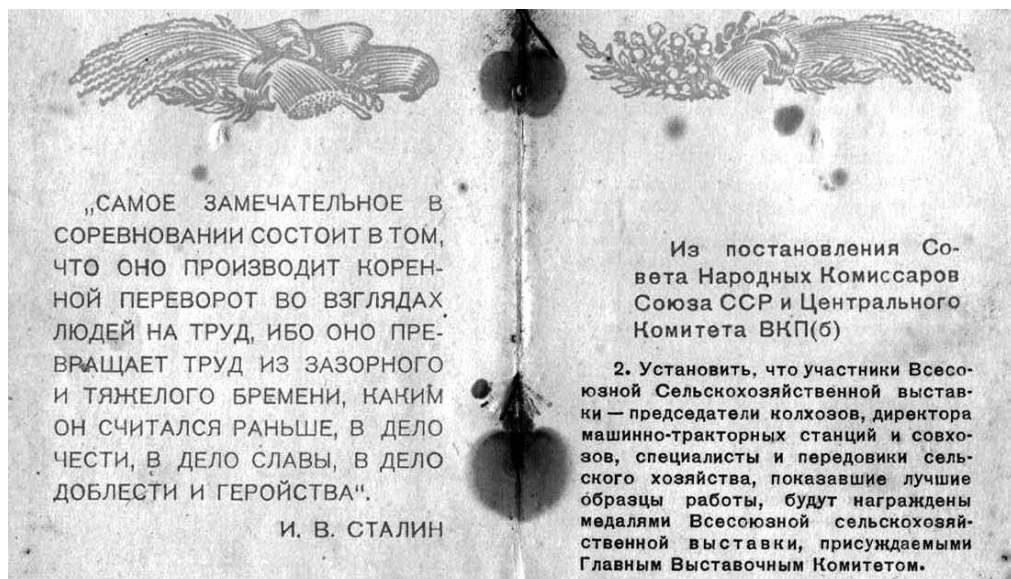 „САМОЕ ЗАМЕЧАТЕЛЬНОЕ В
СОРЕВНОВАНИИ СОСТОИТ В ТОМ,
ЧТО ОНО ПРОИЗВОДИТ КОРЕН-
НОЙ ПЕРЕВОРОТ ВО ВЗГЛЯДАХ
ЛЮДЕЙ НА ТРУД, ИБО ОНО ПРЕ-
ВРАЩАЕТ ТРУД ИЗ ЗАЗОРНОГО
И ТЯЖЕЛОГО БРЕМЕНИ, КАКИМ
ОН СЧИТАЛСЯ РАНЬШЕ, В ДЕЛО
ЧЕСТИ, В ДЕЛО СЛАВЫ, В ДЕЛО
ДОБЛЕСТИ И ГЕРОЙСТВА“.
И. В. СТАЛИН
Из постановления Со-
вета Народных Комиссаров
Союза ССР и Центрального
Комитета ВКП(б)
2. Установить, что участники Всесо-
юзной Сельскохозяйственной выстав-
ки — председатели колхозов, директора
машинно-тракторных станций и совхо-
зов, специалисты и передовики сель-
ского хозяйства, показавшие лучшие
образцы работы, будут награждены
медалями Всесоюзной сельскохозяй-
ственной выставки, присуждаемыми
Главным Выставочным Комитетом.